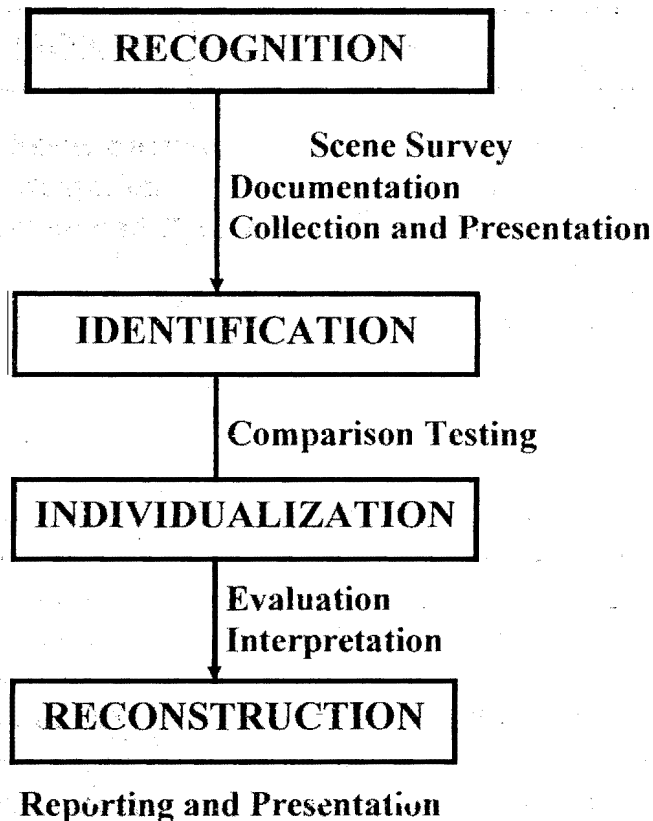 RECOGNITION
Scene Survey
Documentation
Collection and Presentation
IDENTIFICATION
Comparison Testing
INDIVIDUALIZATION
Evaluation
Interpretation
RECONSTRUCTION
Reporting and Presentation